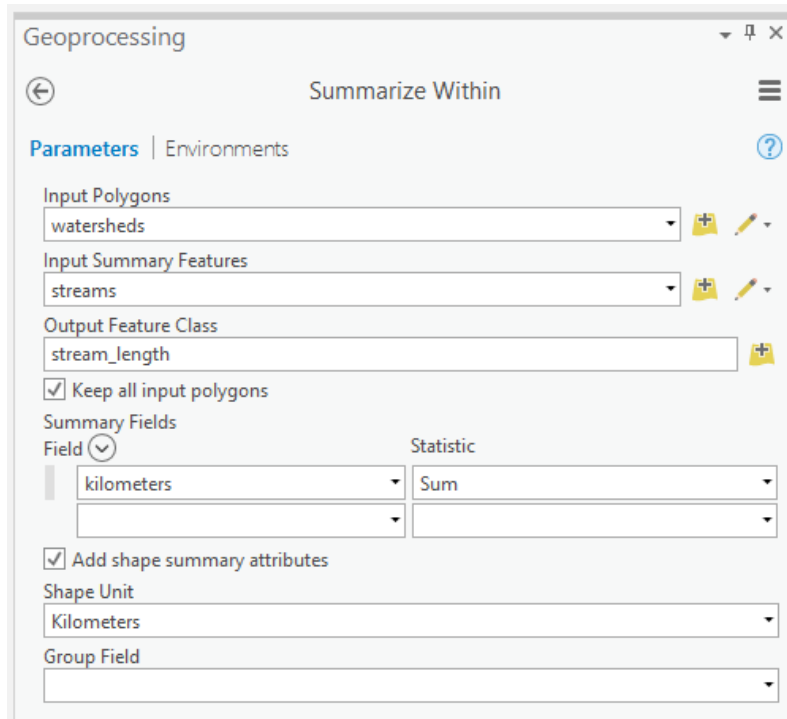 Geoprocessing
Summarize Within
Parameters | Environments
Input Polygons
watersheds
Input Summary Features
streams
Output Feature Class
stream_length
Keep all input polygons
Summary Fields
Field Statistic
kilometers Sum
Add shape summary attributes
Shape Unit
Kilometers
Group Field